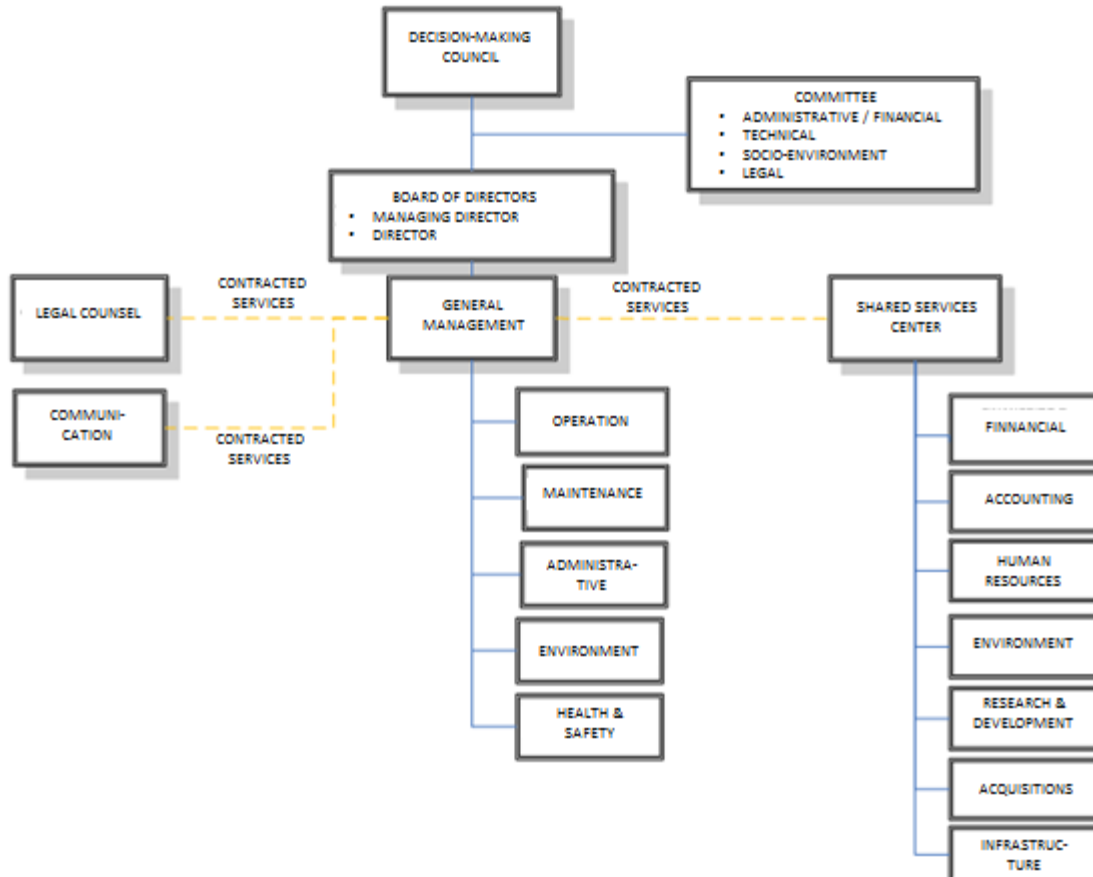 DECISION-MAKING
COUNCIL
COMMITTEE
• ADMINISTRATIVE / FINANCIAL
• TECHNICAL
• SOCIO-ENVIRONMENT
• LEGAL
BOARD OF DIRECTORS
• MANAGING DIRECTOR
• DIRECTOR
LEGAL COUNSEL
CONTRACTED
SERVICES
GENERAL
MANAGEMENT
CONTRACTED
SERVICES
SHARED SERVICES
CENTER
COMMUNI-
CATION
CONTRACTED
SERVICES
OPERATION
MAINTENANCE
ADMINISTRA-
TIVE
ENVIRONMENT
HEALTH &
SAFETY
FINNANCIAL
ACCOUNTING
HUMAN
RESOURCES
ENVIRONMENT
RESEARCH &
DEVELOPMENT
ACQUISITIONS
INFRASTRUC-
TURE